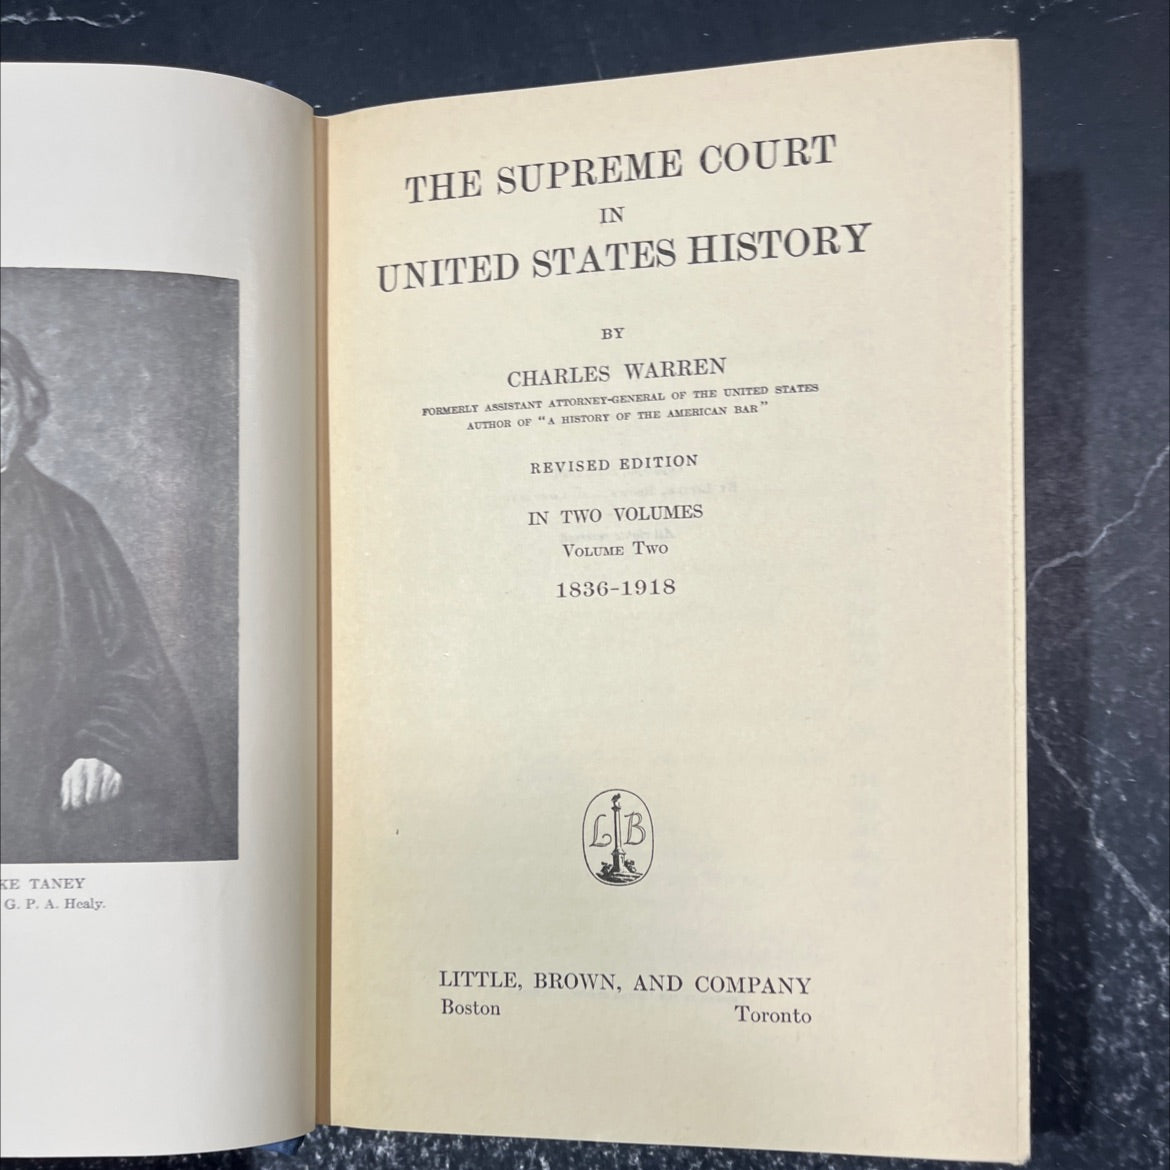 KE TANEY
G. P. A. Healy.
THE SUPREME COURT
IN
UNITED STATES HISTORY
BY
CHARLES WARREN
FORMERLY ASSISTANT ATTORNEY-GENERAL OF THE UNITED STATES
AUTHOR OF "A HISTORY OF THE AMERICAN BAR"
REVISED EDITION
IN TWO VOLUMES
VOLUME TWO
1836-1918
L B
LITTLE, BROWN, AND COMPANY
Boston Toronto